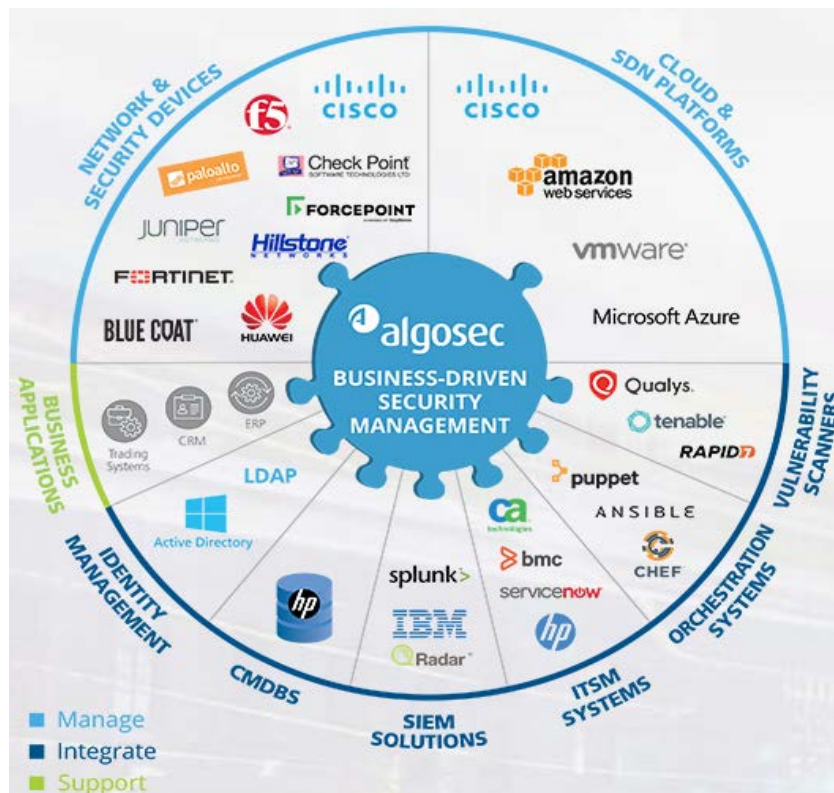 NETWORK &
SECURITY DEVICES
f5
CISCO
paloalto
Check Point
SOFTWARE TECHNOLOGIES LTD
FORCEPOINT
JUNIPER
NETWORKS
Hillstone
NETWORKS
FORTINET
BLUE COAT
HUAWEI
CLOUD &
SDN PLATFORMS
CISCO
amazon
web services
vmware
Microsoft Azure
algosec
BUSINESS-DRIVEN
SECURITY
MANAGEMENT
VULNERABILITY
SCANNERS
Qualys
tenable
RAPID7
ORCHESTRATION
SYSTEMS
puppet
ANSIBLE
CHEF
ITSM
SYSTEMS
ca
technologies
bmc
servicenow
hp
SIEM
SOLUTIONS
splunk>
IBM
QRadar
CMDBS
hp
IDENTITY
MANAGEMENT
LDAP
Active Directory
BUSINESS
APPLICATIONS
Trading
Systems
CRM
ERP
Manage
Integrate
Support